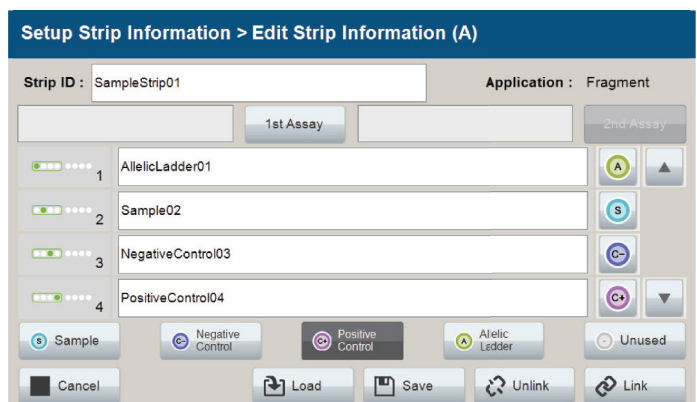 Setup Strip Information > Edit Strip Information (A)
Strip ID : SampleStrip01 Application : Fragment
1st Assay 2nd Assay
1 AllelicLadder01 A
2 Sample02 S
3 NegativeControl03 C-
4 PositiveControl04 C+
S Sample C- Negative Control C+ Positive Control A Alelic Ladder - Unused
Cancel Load Save Unlink Link